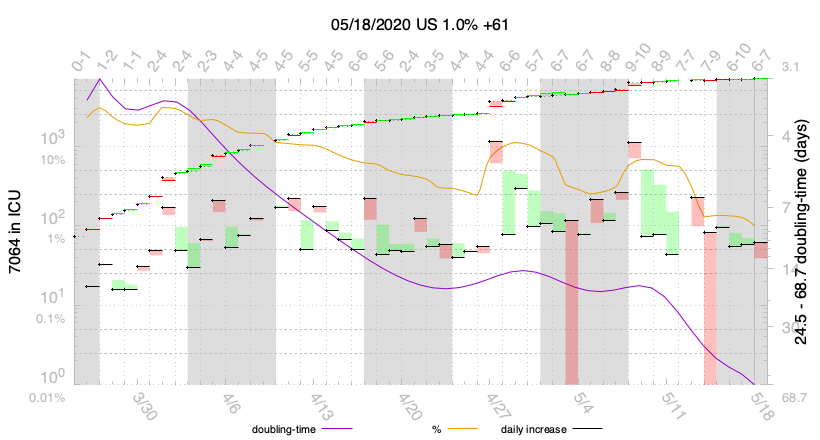 05/18/2020 US 1.0% +61
0-1 1-2 1-1 2-4 2-4 2-3 4-4 4-5 4-5 5-5 4-5 2-4 2-4 3-5 4-4 4-4 6-6 5-7 6-7 5-7 8-8 9-10 8-9 7-7 7-9 6-10 6-7
3.1
4
7
14
30
68.7
10³
10%
10²
1%
10¹
0.1%
10⁰
0.01%
7064 in ICU
24.5 - 68.7 doubling-time (days)
3/30 4/6 4/13 4/20 4/27 5/4 5/11 5/18
doubling-time % daily increase